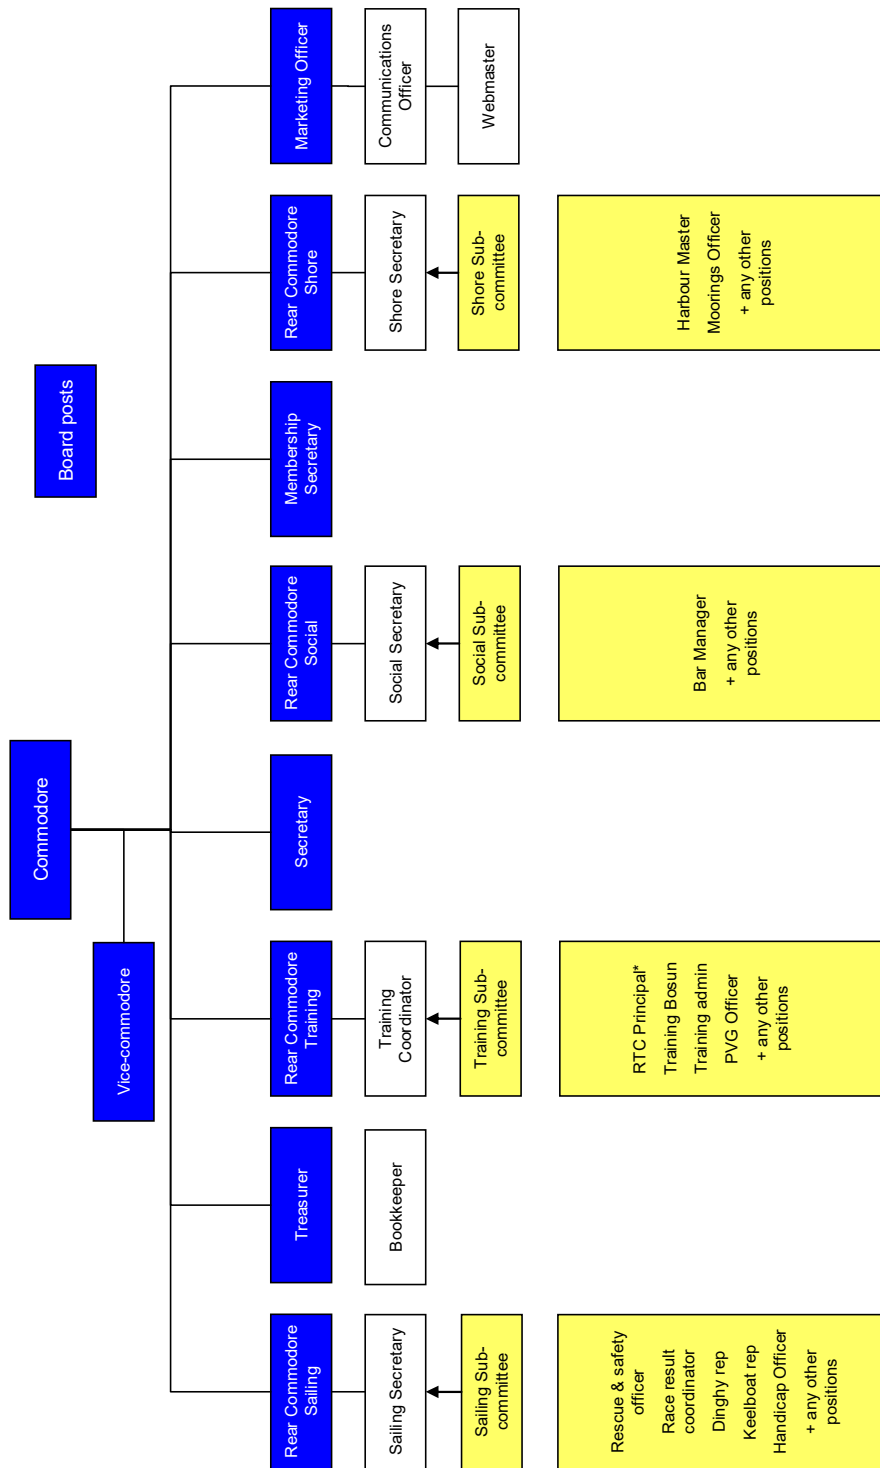 Board posts
Commodore
Vice-commodore
Rear Commodore
Sailing
Treasurer
Rear Commodore
Training
Secretary
Rear Commodore
Social
Membership
Secretary
Rear Commodore
Shore
Marketing Officer
Sailing Secretary
Bookkeeper
Training
Coordinator
Social Secretary
Shore Secretary
Communications
Officer
Sailing Sub-
committee
Training Sub-
committee
Social Sub-
committee
Shore Sub-
committee
Webmaster
Rescue & safety
officer
Race result
coordinator
Dinghy rep
Keelboat rep
Handicap Officer
+ any other
positions
RTC Principal*
Training Bosun
Training admin
PVG Officer
+ any other
positions
Bar Manager
+ any other
positions
Harbour Master
Moorings Officer
+ any other
positions